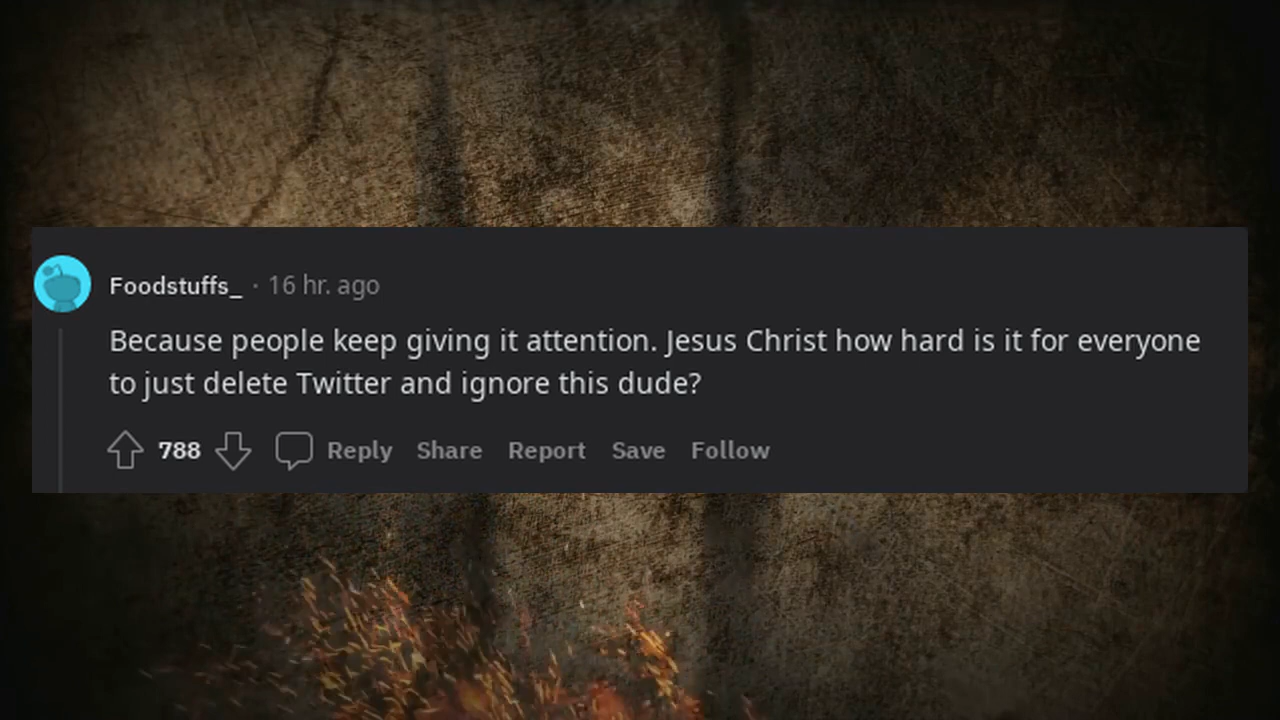 Foodstuffs_ · 16 hr. ago
Because people keep giving it attention. Jesus Christ how hard is it for everyone
to just delete Twitter and ignore this dude?
788 Reply Share Report Save Follow